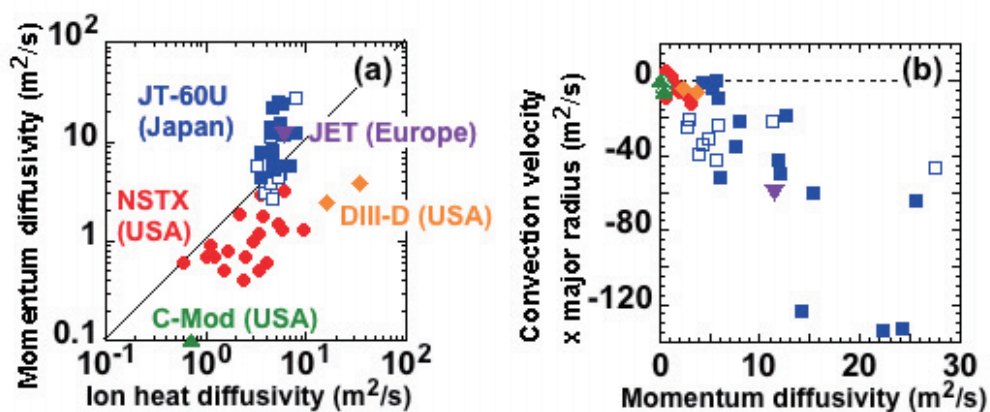 Momentum diffusivity (m²/s)
10²
10
1
0.1
(a)
JT-60U
(Japan)
JET (Europe)
NSTX
(USA)
DIII-D (USA)
C-Mod (USA)
10⁻¹
10⁰
10¹
10²
Ion heat diffusivity (m²/s)
Convection velocity
x major radius (m²/s)
0
-40
-80
-120
(b)
0
10
20
30
Momentum diffusivity (m²/s)